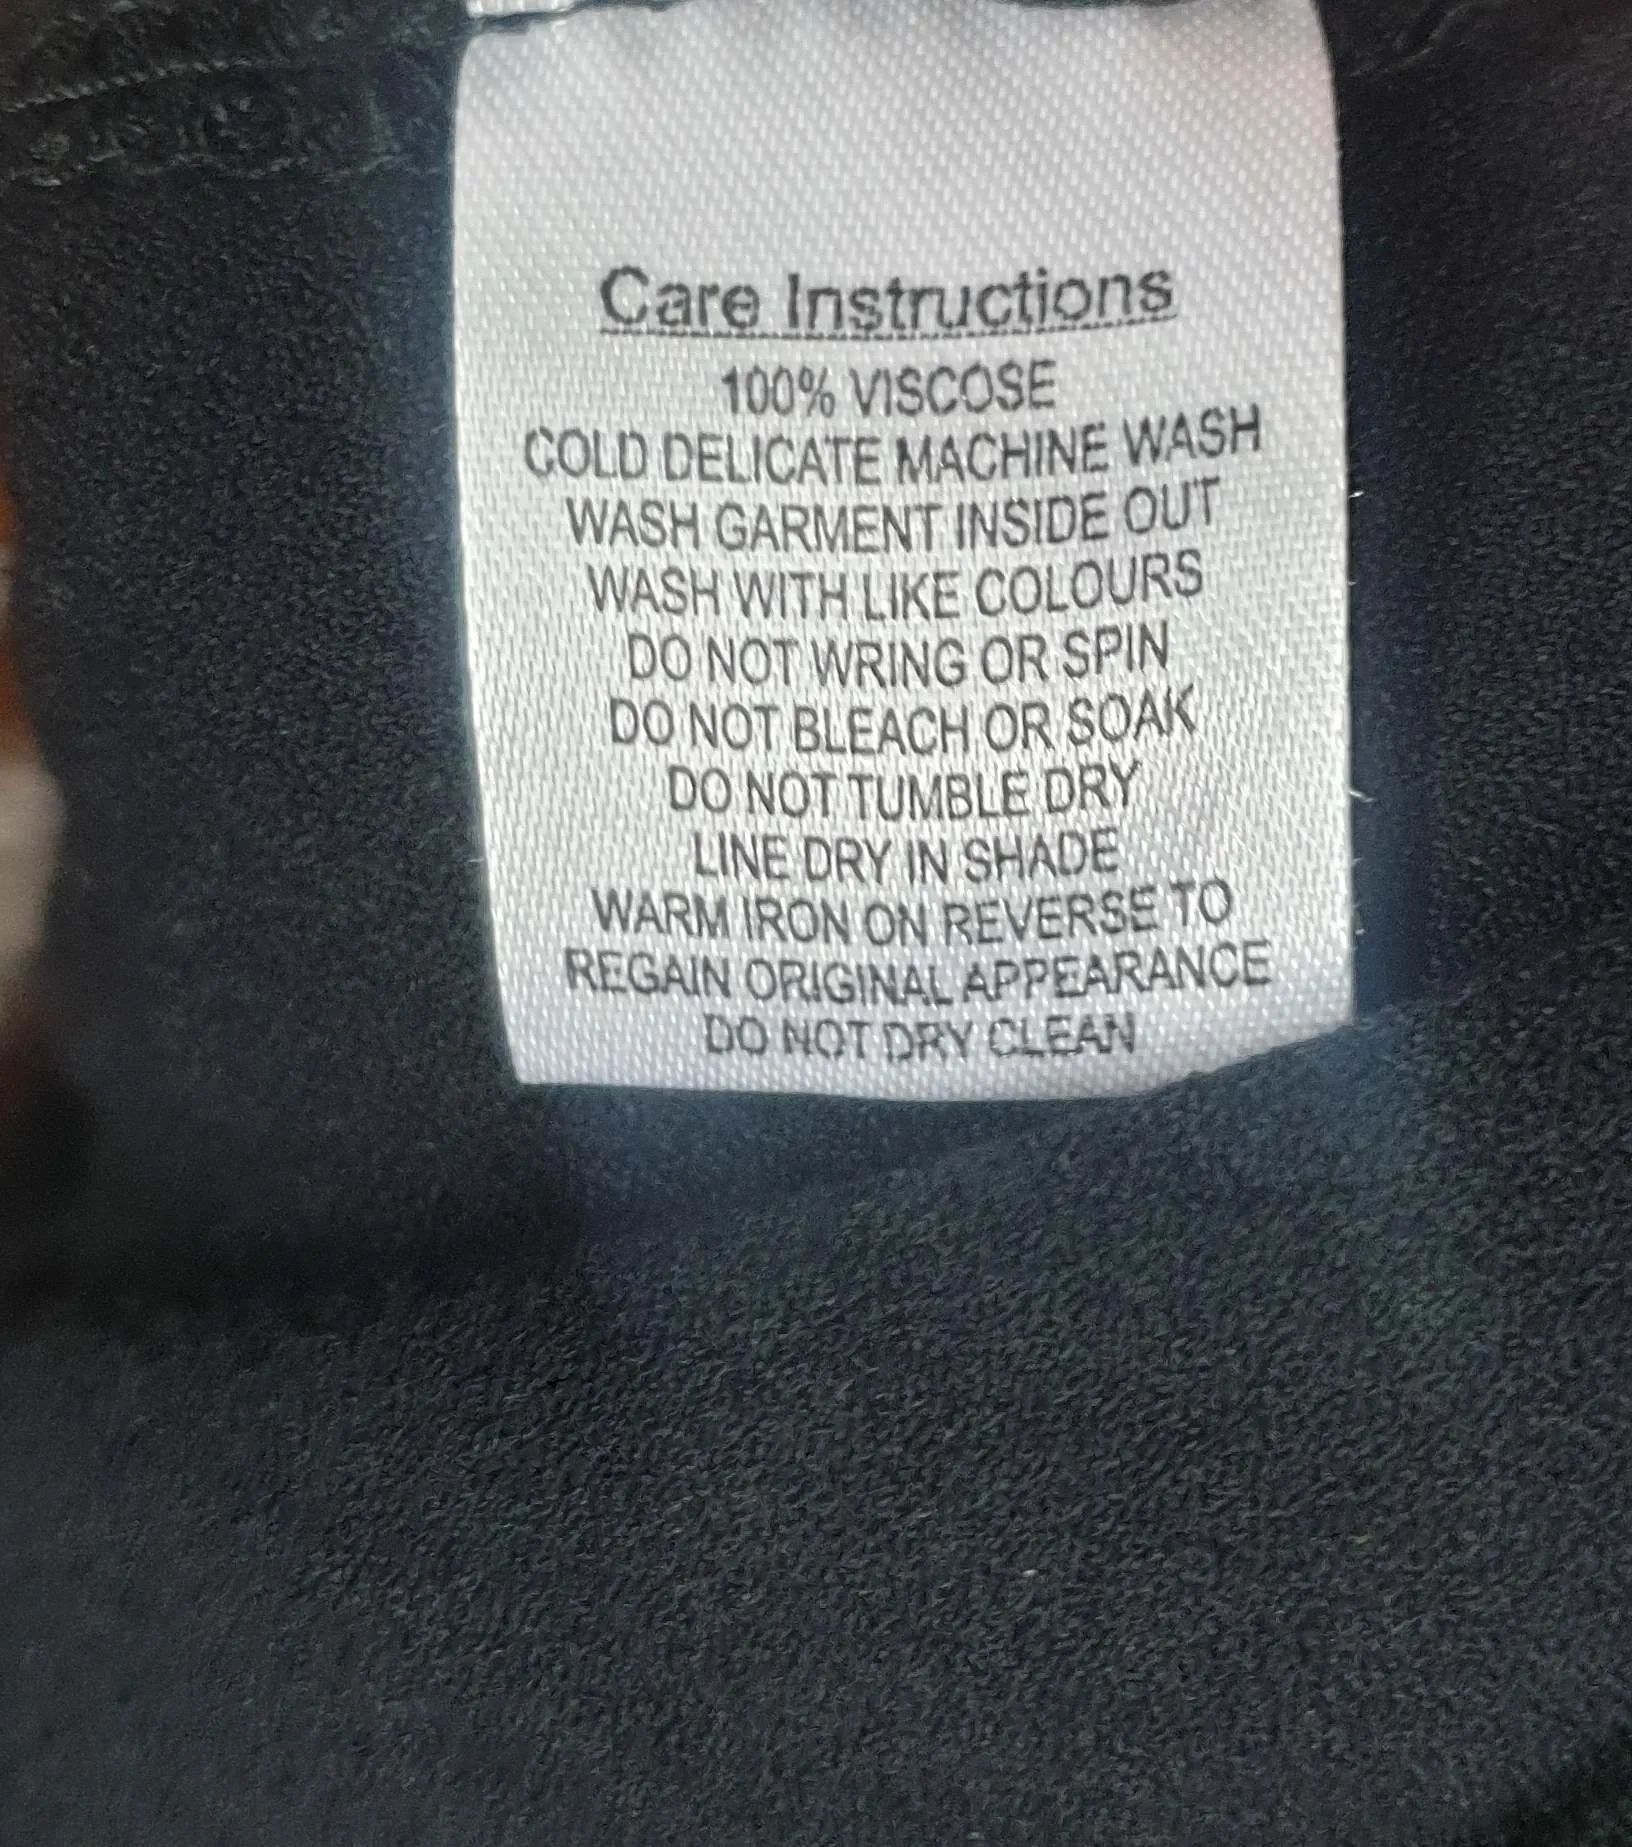 Care Instructions
100% VISCOSE
COLD DELICATE MACHINE WASH
WASH GARMENT INSIDE OUT
WASH WITH LIKE COLOURS
DO NOT WRING OR SPIN
DO NOT BLEACH OR SOAK
DO NOT TUMBLE DRY
LINE DRY IN SHADE
WARM IRON ON REVERSE TO
REGAIN ORIGINAL APPEARANCE
DO NOT DRY CLEAN